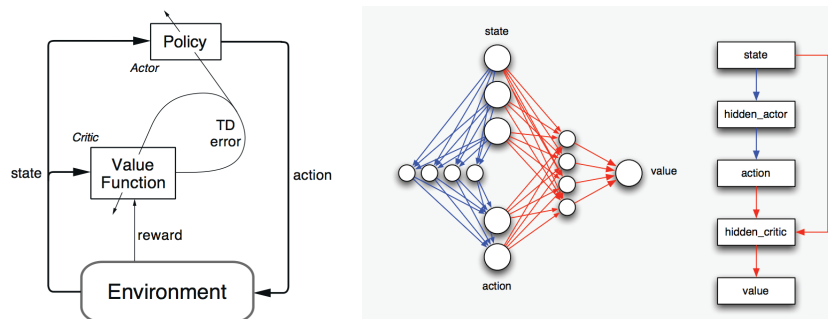 Policy
Actor
TD
error
Critic
Value
Function
state
action
reward
Environment
state
action
value
state
hidden_actor
action
hidden_critic
value